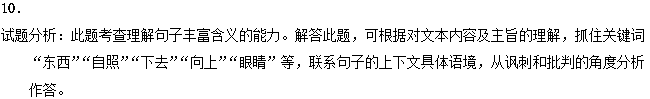 10．
试题分析：此题考查理解句子丰富含义的能力。解答此题，可根据对文本内容及主旨的理解，抓住关键词
“东西”“自照”“下去”“向上”“眼睛”等，联系句子的上下文具体语境，从讽刺和批判的角度分析
作答。